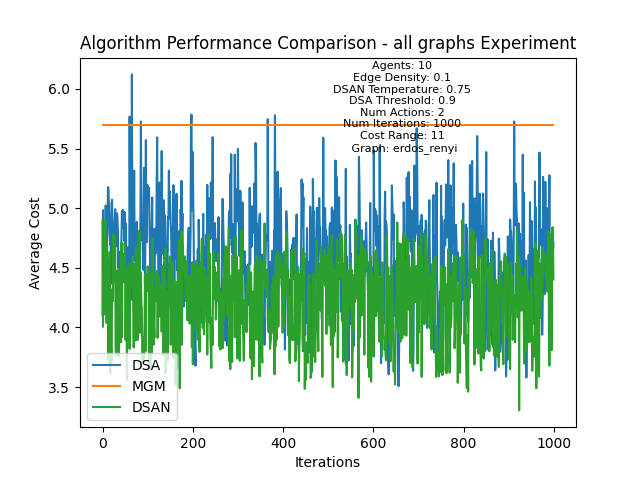 Algorithm Performance Comparison - all graphs Experiment
Agents: 10
Edge Density: 0.1
DSAN Temperature: 0.75
DSA Threshold: 0.9
Num Actions: 2
Num Iterations: 1000
Cost Range: 11
Graph: erdos_renyi
Average Cost
6.0
5.5
5.0
4.5
4.0
3.5
DSA
MGM
DSAN
0
200
400
600
800
1000
Iterations